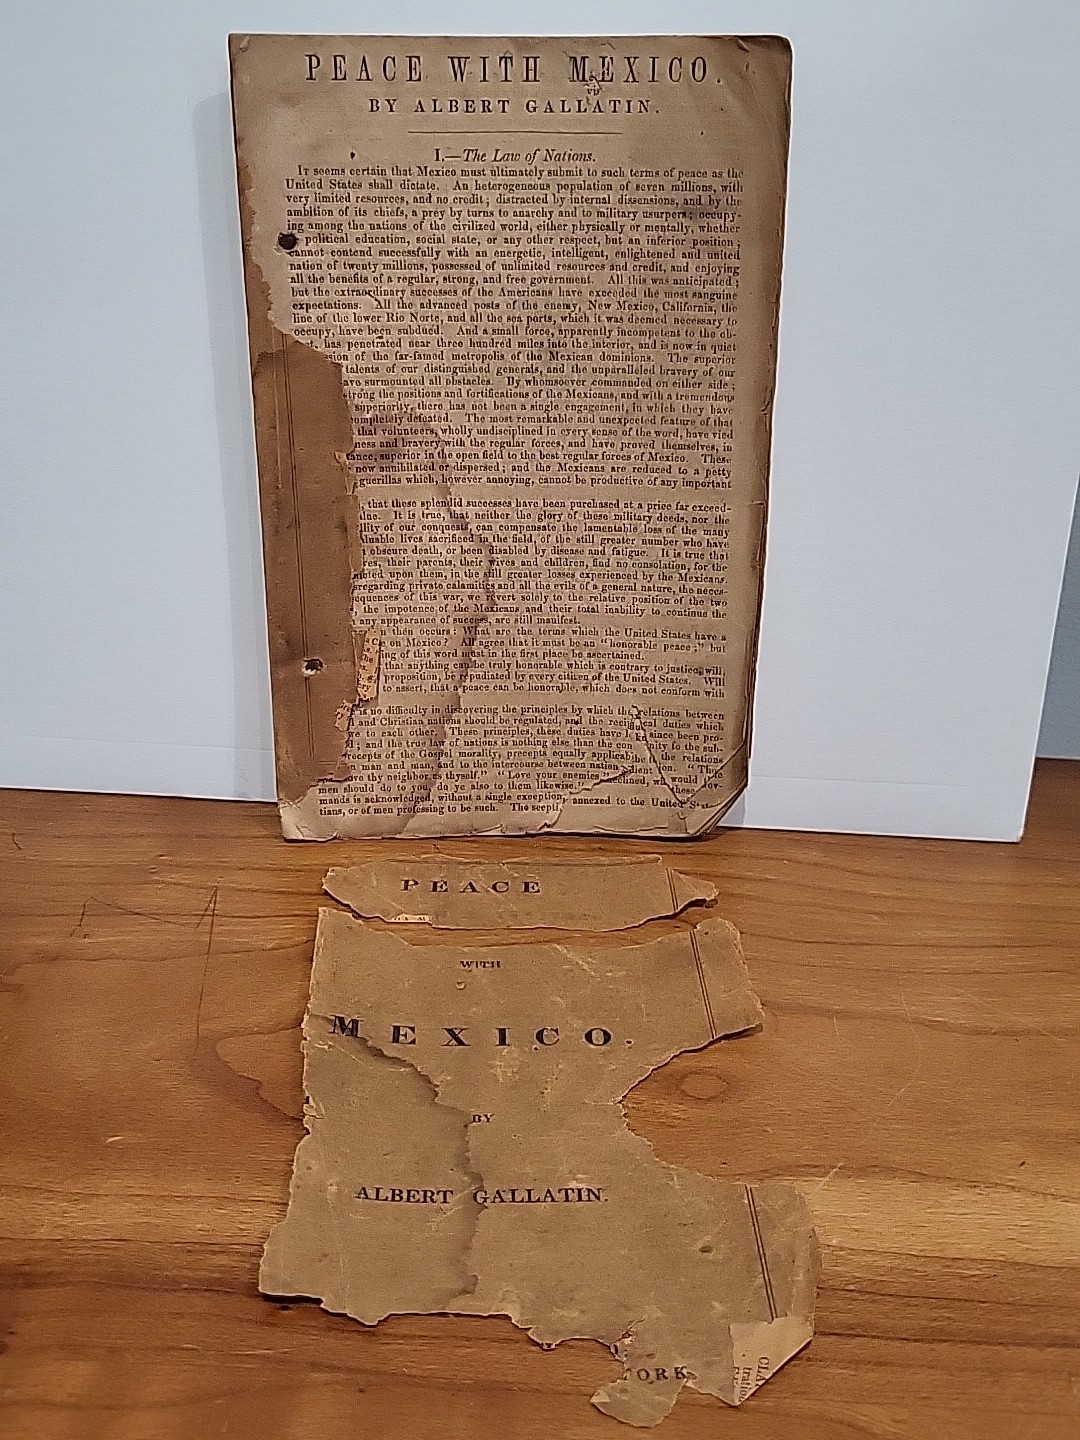 PEACE WITH MEXICO.
BY ALBERT GALLATIN.
I.—The Law of Nations.
IT seems certain that Mexico must ultimately submit to such terms of peace as the
United States shall dictate. An heterogeneous population of seven millions, with
very limited resources, and no credit; distracted by internal dissensions, and by the
ambition of its chiefs, a prey by turns to anarchy and to military usurpers; occupy-
ing among the nations of the civilized world, either physically or mentally, whether
political education, social state, or any other respect, but an inferior position;
cannot contend successfully with an energetic, intelligent, enlightened and united
nation of twenty millions, possessed of unlimited resources and credit, and enjoying
all the benefits of a regular, strong, and free government. All this was anticipated;
but the extraordinary successes of the Americans have exceeded the most sanguine
expectations. All the advanced posts of the enemy, New Mexico, California, the
line of the lower Rio Norte, and all the sea ports, which it was deemed necessary to
occupy, have been subdued. And a small force, apparently incompetent to the ob-
has penetrated near three hundred miles into the interior, and is now in quiet
sion of the far-famed metropolis of the Mexican dominions. The superior
talents of our distinguished generals, and the unparalleled bravery of our
ave surmounted all obstacles. By whomsoever commanded on either side;
strong the positions and fortifications of the Mexicans, and with a tremendous
superiority, there has not been a single engagement, in which they have
ompletely defeated. The most remarkable and unexpected feature of that
that volunteers, wholly undisciplined in every sense of the word, have vied
ness and bravery with the regular forces, and have proved themselves, in
tance, superior in the open field to the best regular forces of Mexico. These
now annihilated or dispersed; and the Mexicans are reduced to a petty
guerillas which, however annoying, cannot be productive of any important
, that these splendid successes have been purchased at a price far exceed-
lue. It is true, that neither the glory of these military deeds, nor the
ility of our conquests, can compensate the lamentable loss of the many
luable lives sacrificed in the field, of the still greater number who have
obscure death, or been disabled by disease and fatigue. It is true that
res, their parents, their wives and children, find no consolation, for the
icted upon them, in the still greater losses experienced by the Mexicans.
regarding private calamities and all the evils of a general nature, the neces-
quences of this war, we revert solely to the relative position of the two
the impotence of the Mexicans and their total inability to continue the
any appearance of success, are still manifest.
n then occurs: What are the terms which the United States have a
e on Mexico? All agree that it must be an "honorable peace;" but
ing of this word must in the first place be ascertained.
that anything can be truly honorable which is contrary to justice, will,
proposition, be repudiated by every citizen of the United States. Will
to assert, that a peace can be honorable, which does not conform with
is no difficulty in discovering the principles by which the relations between
and Christian nations should be regulated, and the reciprocal duties which
we to each other. These principles, these duties have since been pro-
; and the true law of nations is nothing else than the con ity to the sub-
recepts of the Gospel morality, precepts equally applicable to the relations
n man and man, and to the intercourse between nation
ove thy neighbor as thyself." "Love your enemies"
men should do to you, do ye also to them likewise." these
mands is acknowledged, without a single exception, annexed to the United
tians, or of men professing to be such. The scepti
PEACE
WITH
MEXICO.
BY
ALBERT GALLATIN.
ORK
CLA
tratio